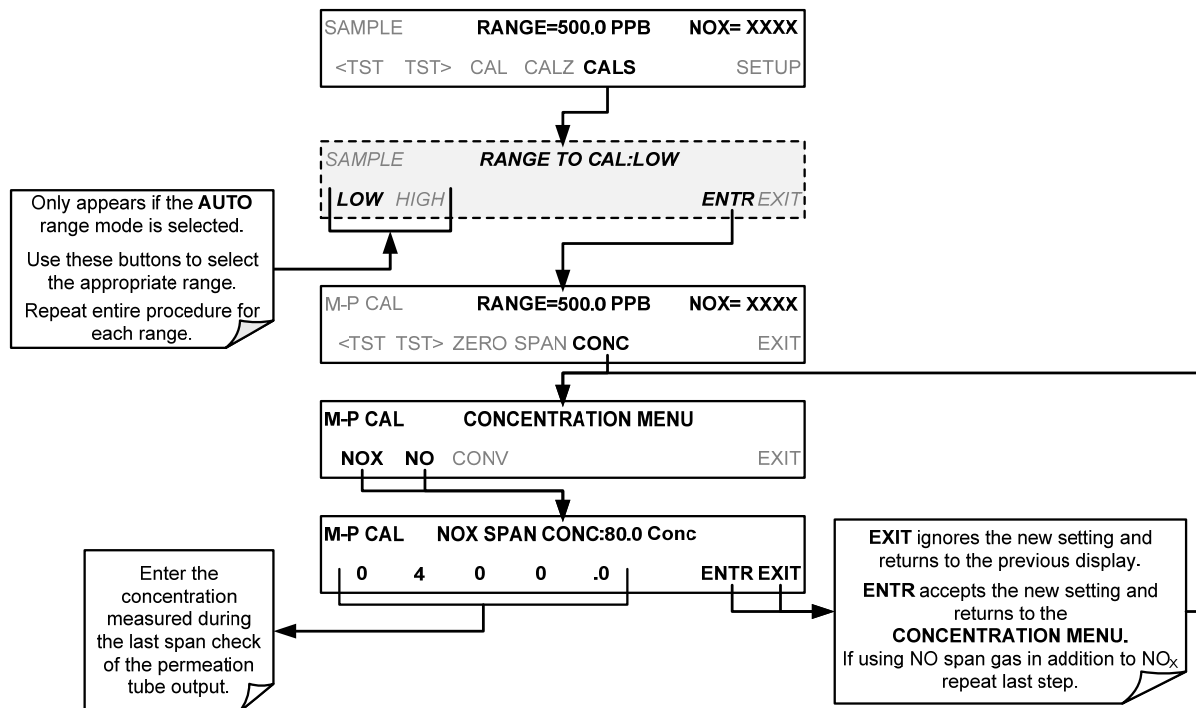 SAMPLE RANGE=500.0 PPB NOX= XXXX
<TST TST> CAL CALZ CALS SETUP
SAMPLE RANGE TO CAL:LOW
LOW HIGH ENTR EXIT
Only appears if the AUTO
range mode is selected.
Use these buttons to select
the appropriate range.
Repeat entire procedure for
each range.
M-P CAL RANGE=500.0 PPB NOX= XXXX
<TST TST> ZERO SPAN CONC EXIT
M-P CAL CONCENTRATION MENU
NOX NO CONV EXIT
M-P CAL NOX SPAN CONC:80.0 Conc
0 4 0 0 .0 ENTR EXIT
Enter the
concentration
measured during
the last span check
of the permeation
tube output.
EXIT ignores the new setting and
returns to the previous display.
ENTR accepts the new setting and
returns to the
CONCENTRATION MENU.
If using NO span gas in addition to NOX
repeat last step.